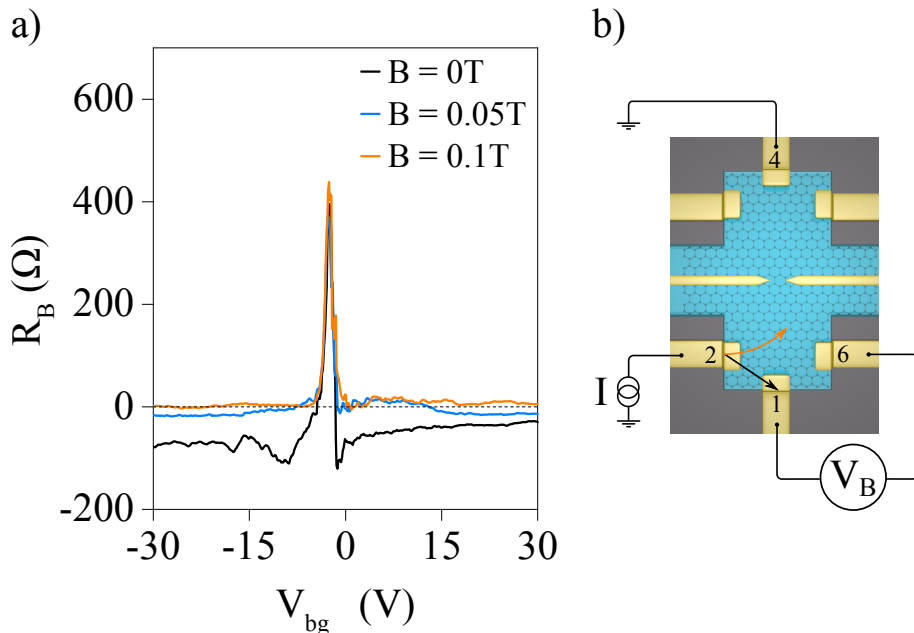 a)
R_B (Ω)
600
400
200
0
-200
-30
-15
0
15
30
V_bg (V)
B = 0T
B = 0.05T
B = 0.1T
b)
4
2
6
1
I
V_B